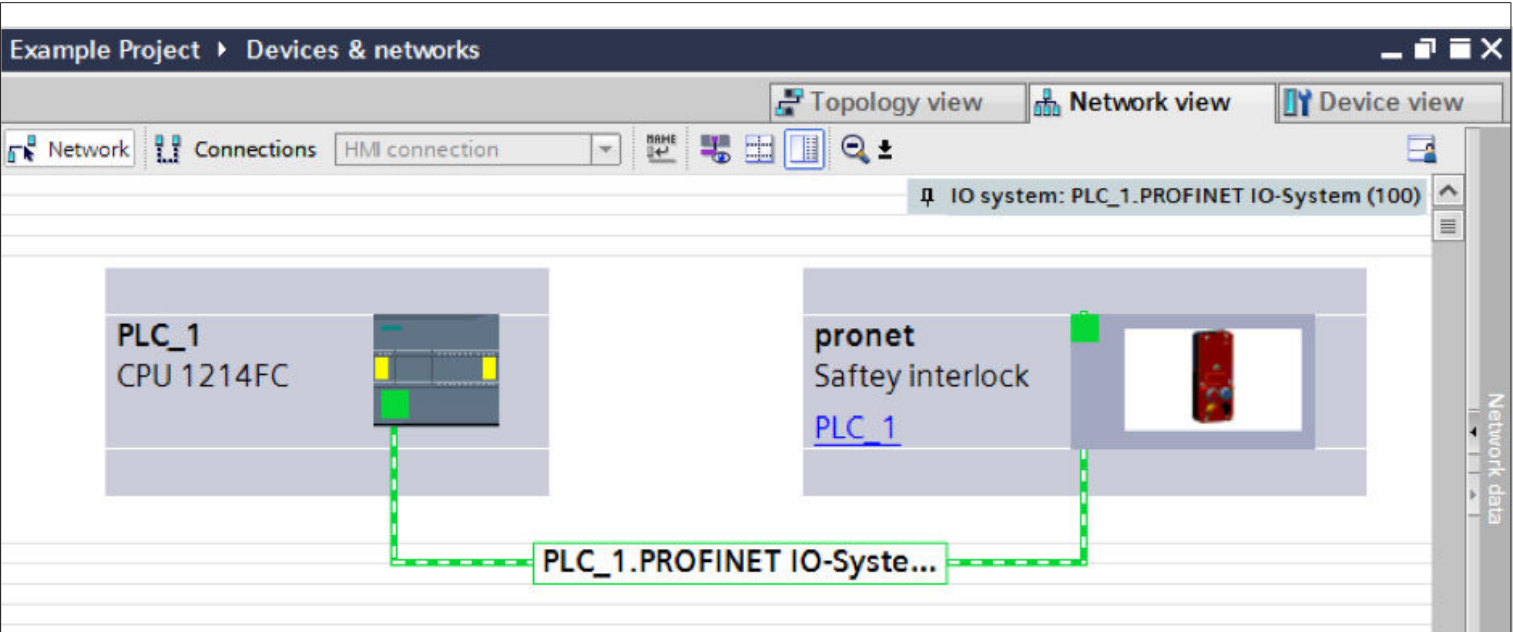 Example Project ▸ Devices & networks
Topology view
Network view
Device view
Network
Connections
HMI connection
NAME
IO system: PLC_1.PROFINET IO-System (100)
PLC_1
CPU 1214FC
pronet
Saftey interlock
PLC_1
PLC_1.PROFINET IO-Syste...
Network data